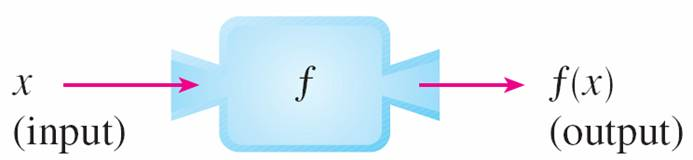 x
(input)
f
f(x)
(output)